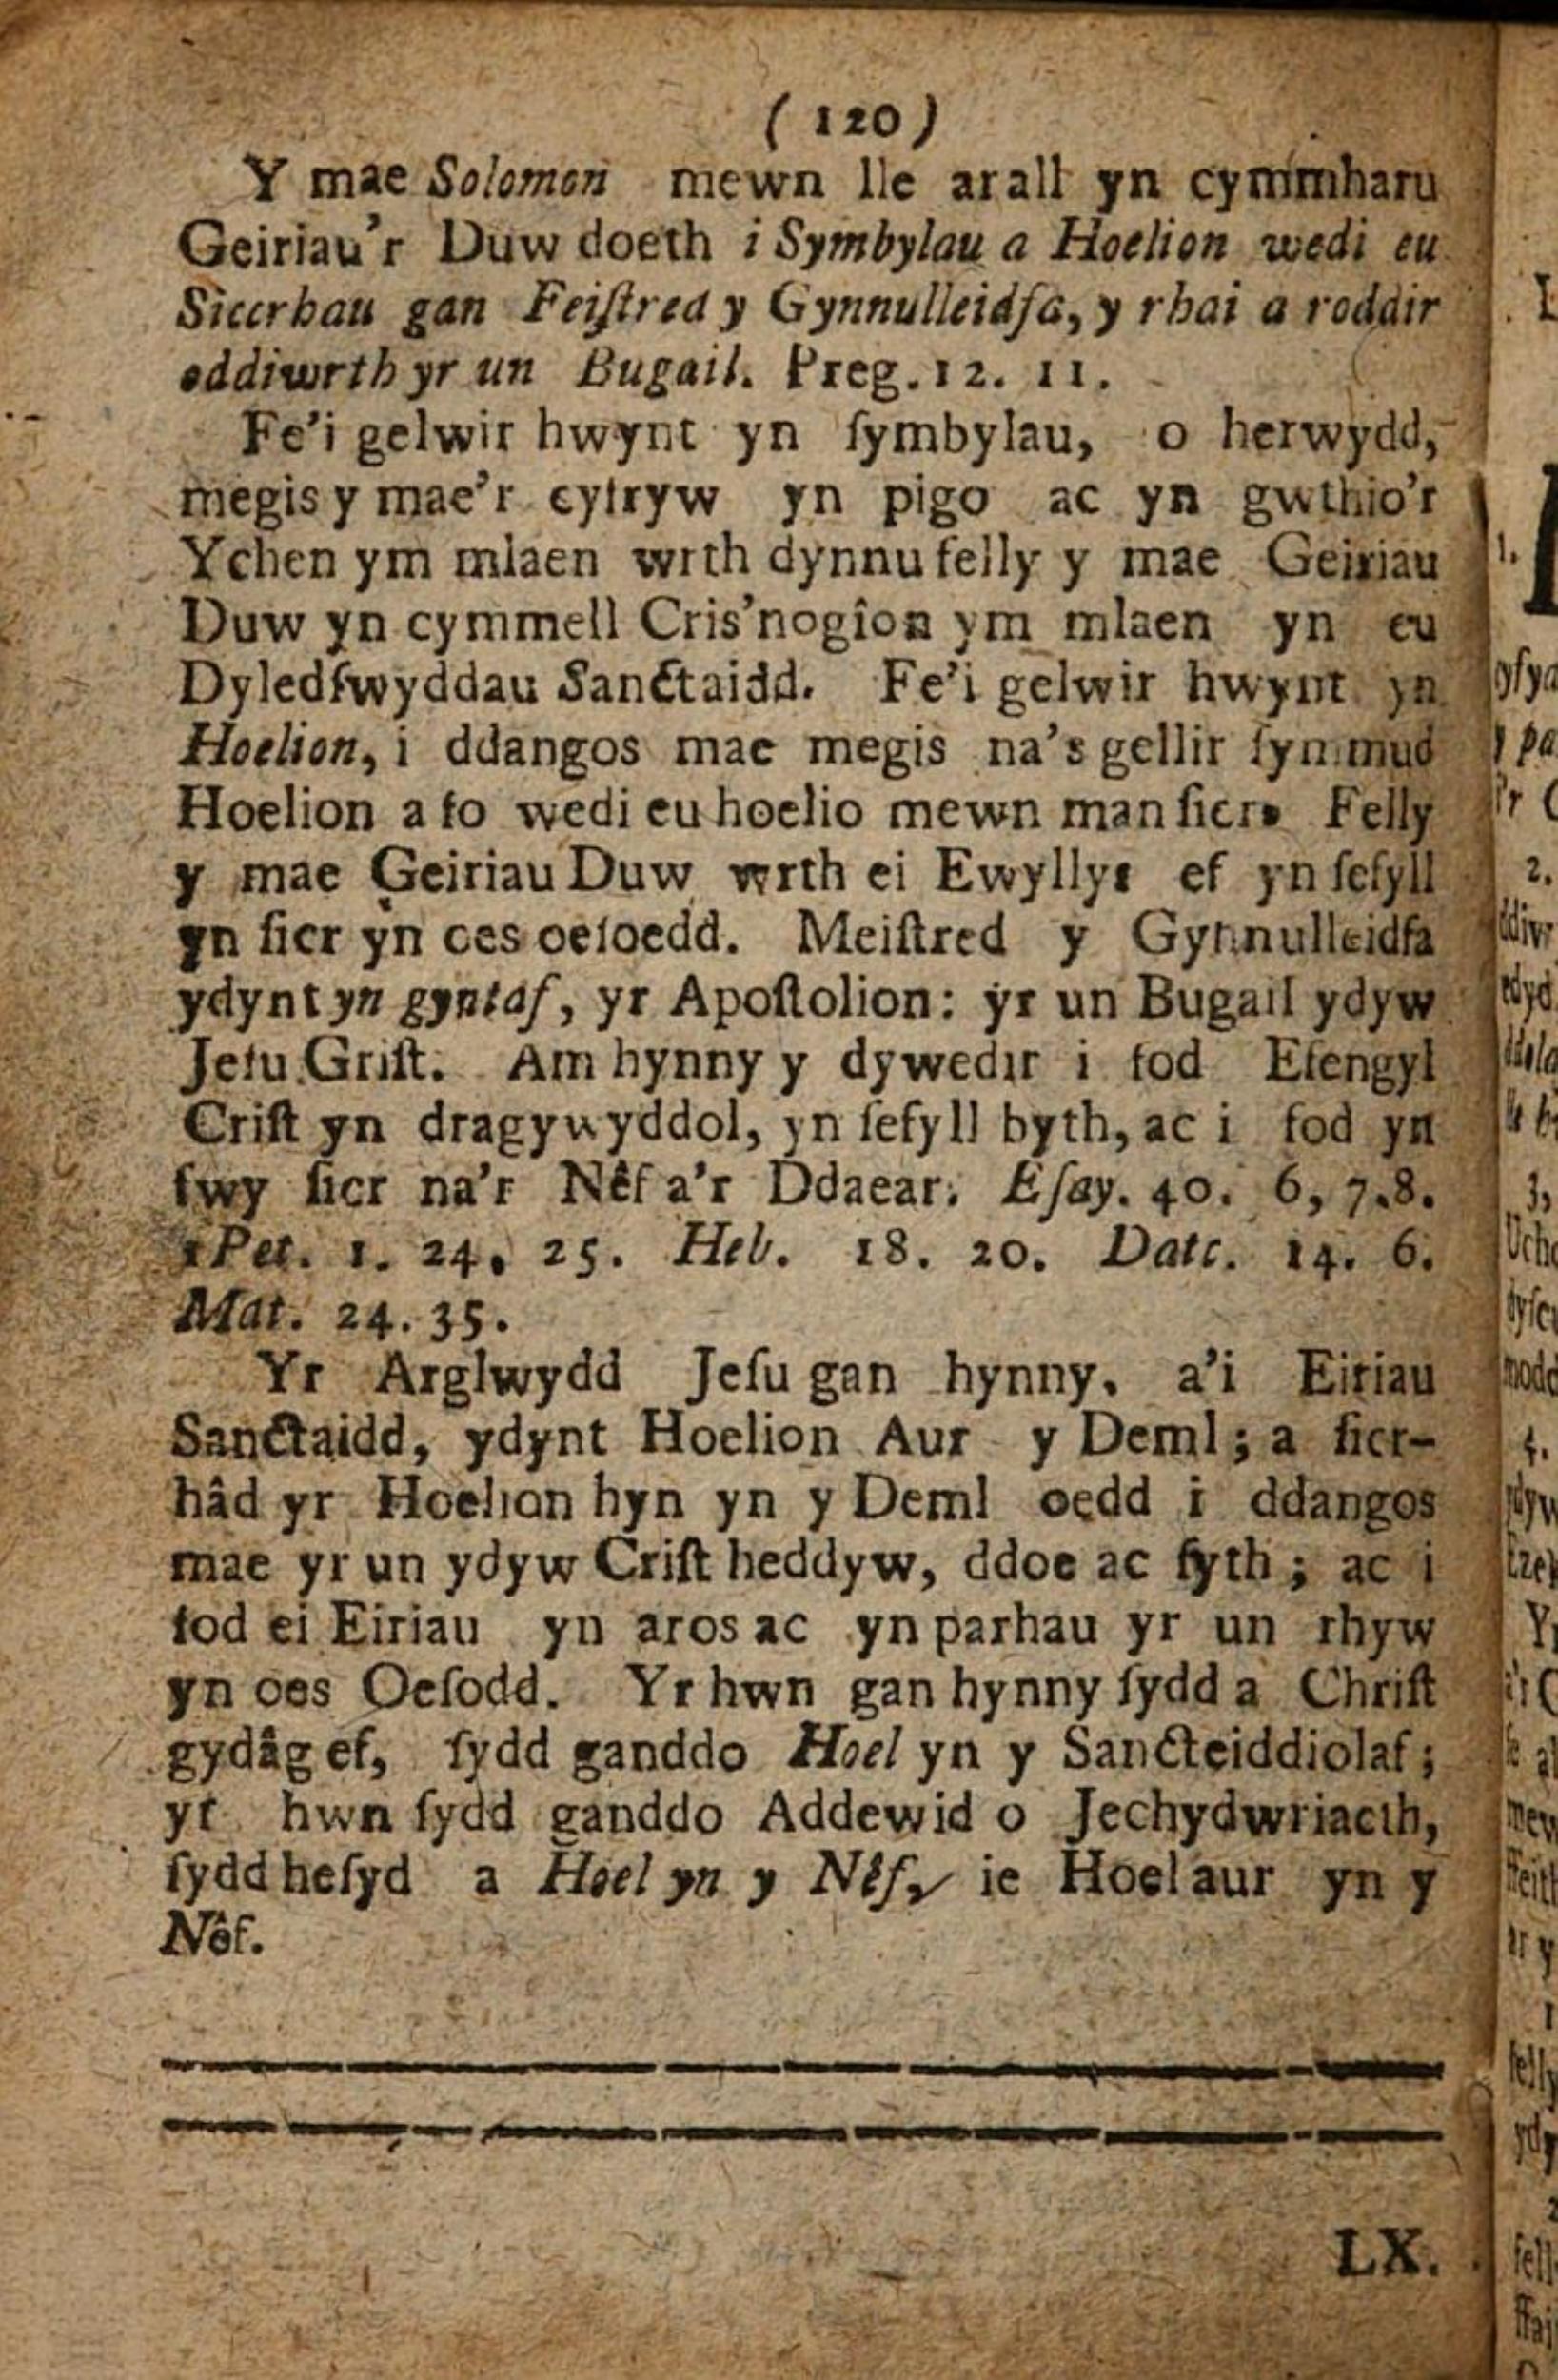 ( 120 )
Y mae Solomon mewn lle arall yn cymmharu
Geiriau'r Duw doeth i Symbylau a Hoelion wedi eu
Siccrhau gan Feiſtred y Gynnulleidfa, y rhai a roddir
oddiwrth yr un Bugail. Preg. 12. 11.
Fe'i gelwir hwynt yn ſymbylau, o herwydd,
megis y mae'r cyfryw yn pigo ac yn gwthio'r
Ychen ym mlaen wrth dynnu felly y mae Geiriau
Duw yn cymmell Cris'nogîon ym mlaen yn eu
Dyledſwyddau Sanctaidd. Fe'i gelwir hwynt yn
Hoelion, i ddangos mae megis na's gellir ſymmud
Hoelion a fo wedi eu hoelio mewn man ſicr. Felly
y mae Geiriau Duw wrth ei Ewyllys ef yn ſefyll
yn ſicr yn oes oeſoedd. Meiſtred y Gynnulleidfa
ydynt yn gyntaf, yr Apoſtolion: yr un Bugail ydyw
Jeſu Griſt. Am hynny y dywedir i fod Efengyl
Criſt yn dragywyddol, yn ſefyll byth, ac i fod yn
fwy ſicr na'r Nêf a'r Ddaear. Eſay. 40. 6, 7, 8.
1 Pet. 1. 24, 25. Heb. 18. 20. Datc. 14. 6.
Mat. 24. 35.
Yr Arglwydd Jeſu gan hynny, a'i Eiriau
Sanctaidd, ydynt Hoelion Aur y Deml; a ſicr-
hâd yr Hoelion hyn yn y Deml oedd i ddangos
mae yr un ydyw Criſt heddyw, ddoe ac fyth; ac i
fod ei Eiriau yn aros ac yn parhau yr un rhyw
yn oes Oeſodd. Yr hwn gan hynny ſydd a Chriſt
gydâg ef, ſydd ganddo Hoel yn y Sancteiddiolaf;
yr hwn ſydd ganddo Addewid o Jechydwriaeth,
ſydd hefyd a Hoel yn y Nêf, ie Hoel aur yn y
Nêf.
LX.